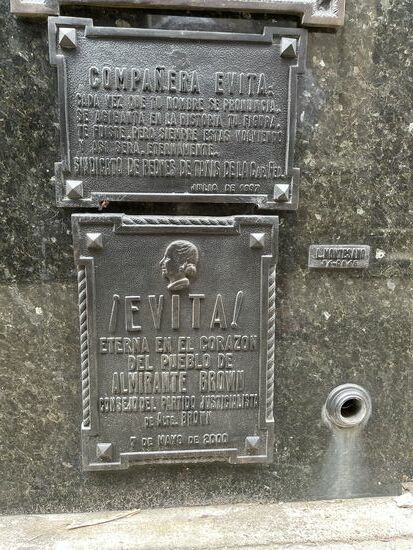 COMPAÑERA EVITA.
CADA VEZ QUE TU NOMBRE SE PRONUNCIA.
SE AGIGANTA EN LA HISTORIA TU FIGURA.
TE FUISTE, PERO SIEMPRE ESTAS VOLVIENDO
Y ASI SERA, ETERNAMENTE.
SINDICATO DE PEONES DE TAXIS DE LA CAP. FED.
JULIO DE 1997
¡EVITA!
ETERNA EN EL CORAZON
DEL PUEBLO DE
ALMIRANTE BROWN
CONSEJO DEL PARTIDO JUSTICIALISTA
DE ALTE. BROWN
7 DE MAYO DE 2000
MONTESANO